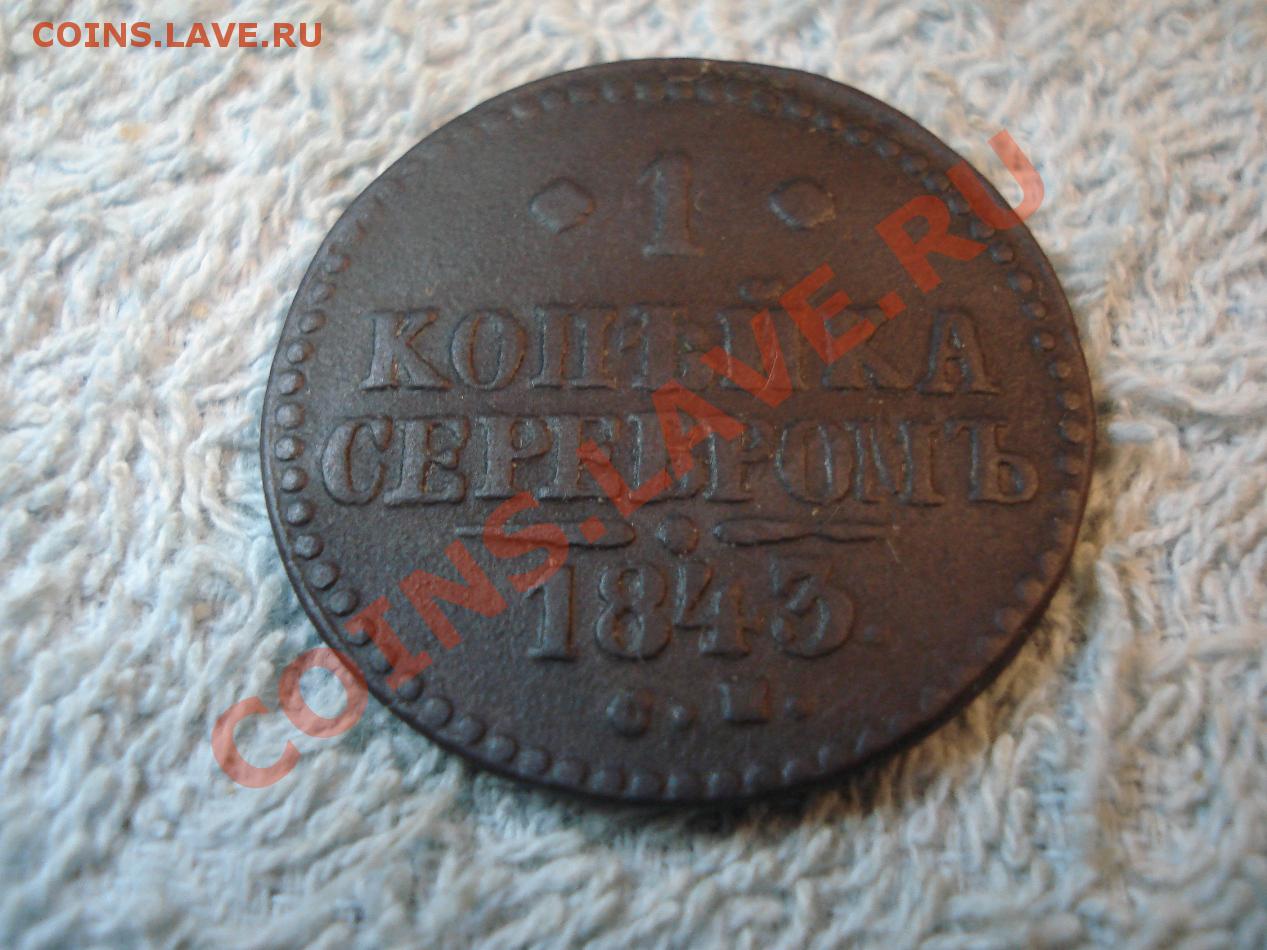 COINS.LAVE.RU
1
КОПѢЙКА
СЕРЕБРОМЪ
1843.
С. М.
COINS.LAVE.RU